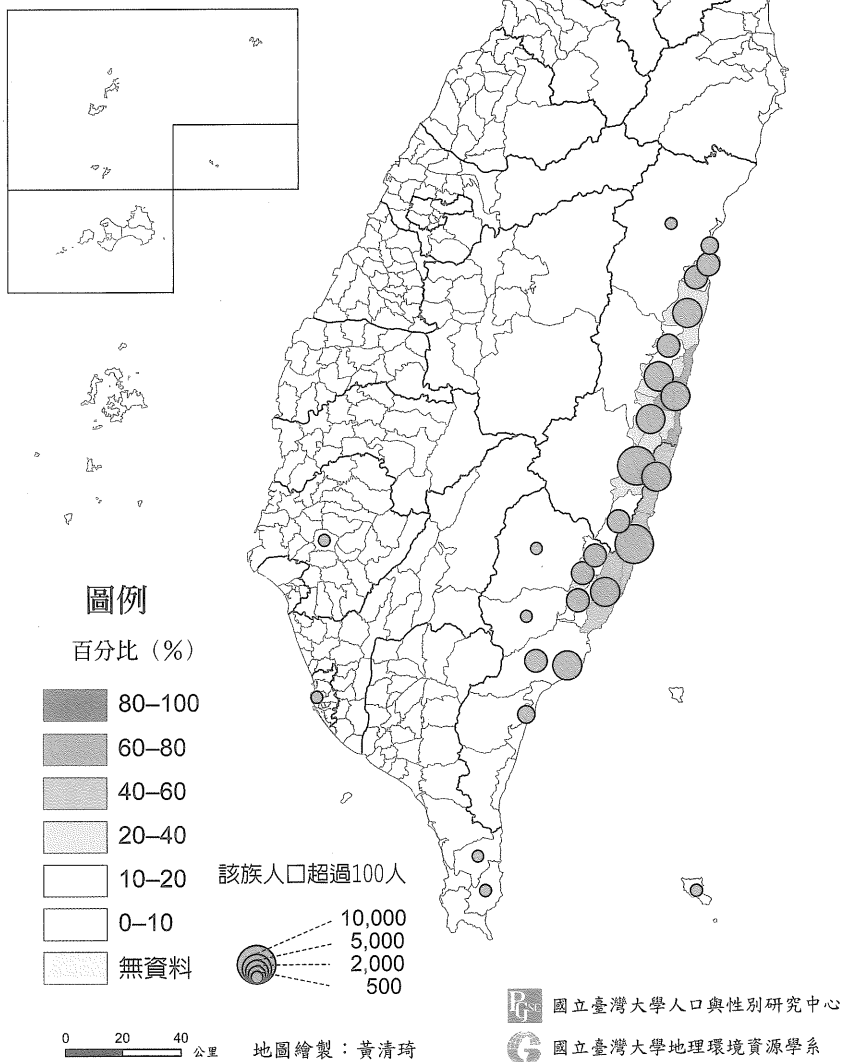 圖例
百分比（%）
80–100
60–80
40–60
20–40
10–20
0–10
無資料
該族人口超過100人
10,000
5,000
2,000
500
0 20 40 公里
地圖繪製：黃清琦
國立臺灣大學人口與性別研究中心
國立臺灣大學地理環境資源學系